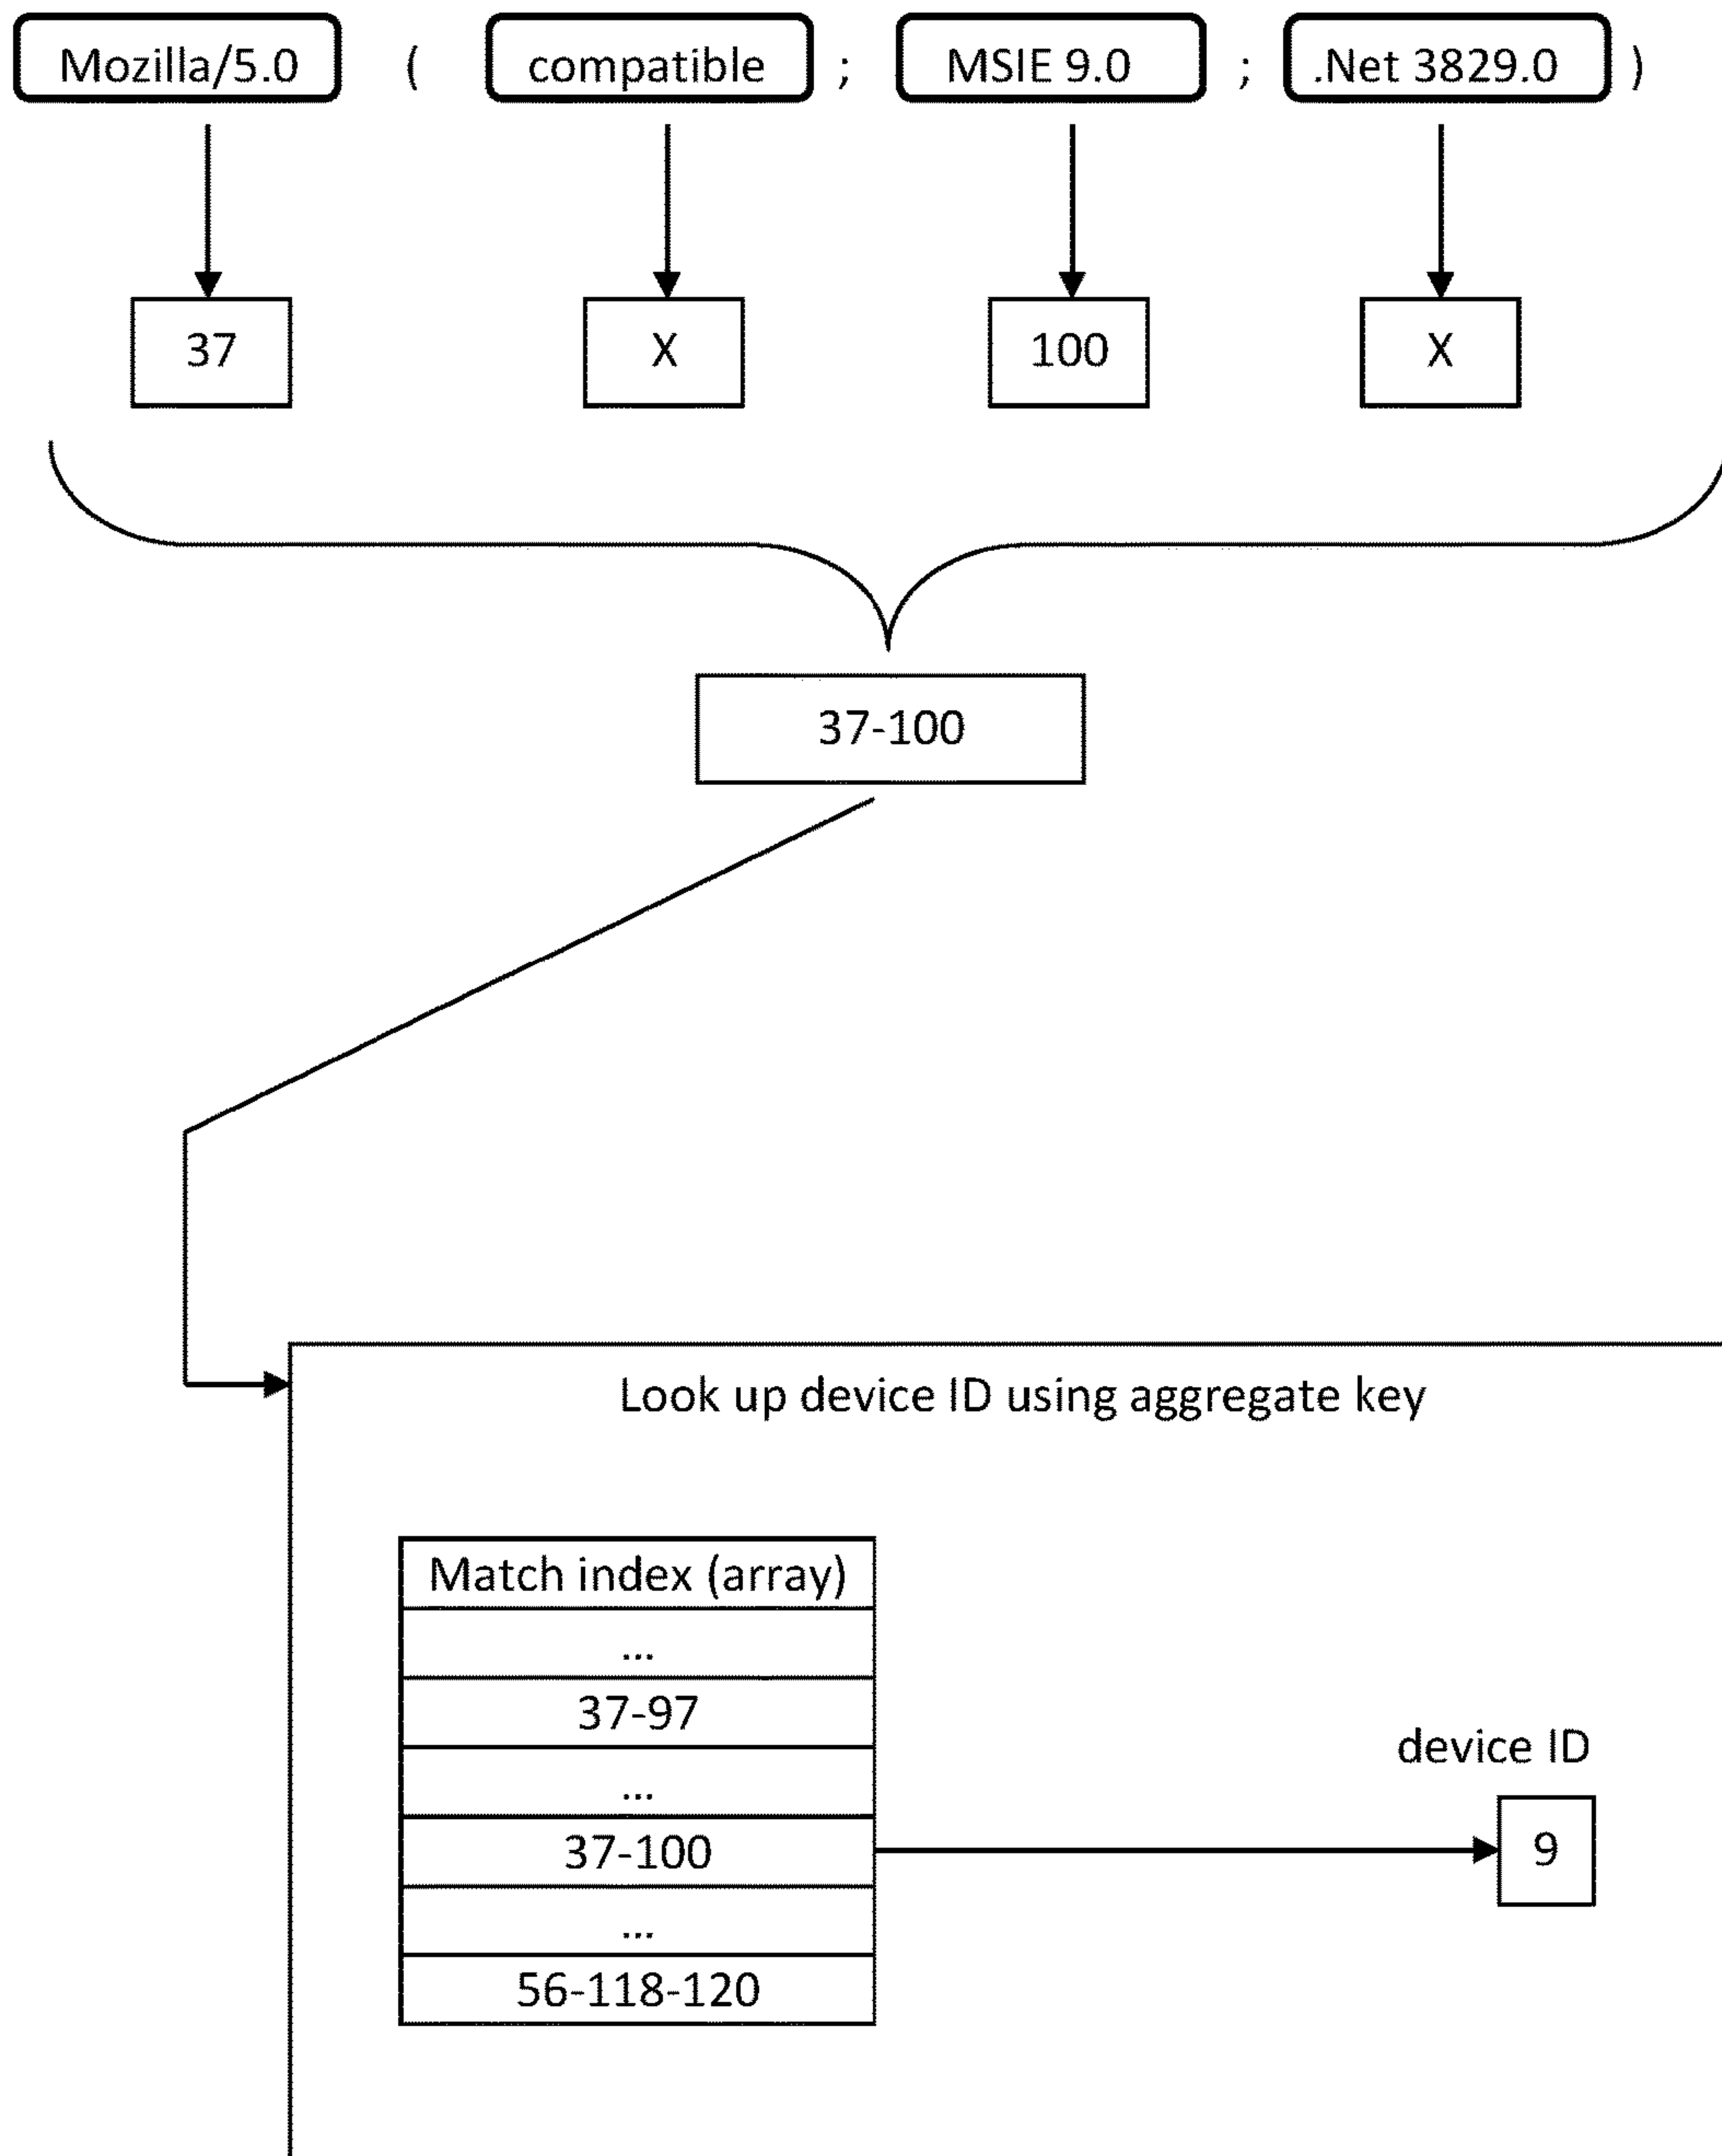 Mozilla/5.0 ( compatible ; MSIE 9.0 ; .Net 3829.0 )
37 X 100 X
37-100
Look up device ID using aggregate key
Match index (array)
...
37-97
...
device ID
37-100 9
...
56-118-120